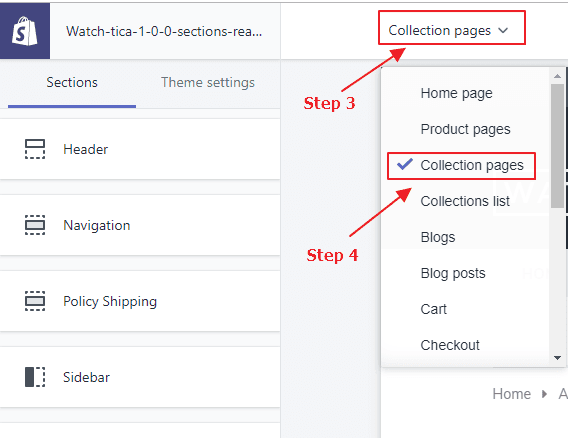 Watch-tica-1-0-0-sections-rea...
Collection pages
Sections
Theme settings
Step 3
Home page
Product pages
Collection pages
Collections list
Blogs
Blog posts
Cart
Checkout
Header
Navigation
Step 4
Policy Shipping
Sidebar
Home